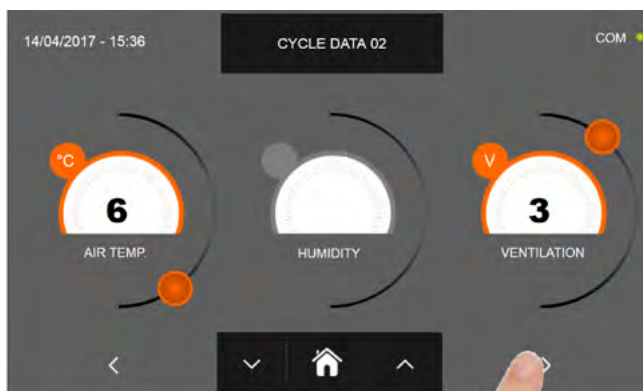 14/04/2017 - 15:36
CYCLE DATA 02
COM
°C
V
6
3
AIR TEMP.
HUMIDITY
VENTILATION